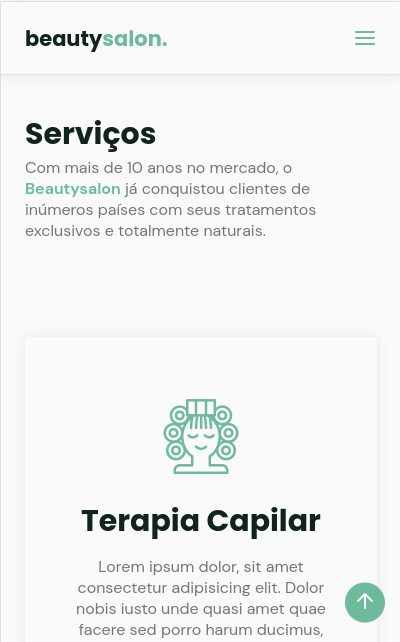 beautysalon.
Serviços
Com mais de 10 anos no mercado, o
Beautysalon já conquistou clientes de
inúmeros países com seus tratamentos
exclusivos e totalmente naturais.
Terapia Capilar
Lorem ipsum dolor, sit amet
consectetur adipisicing elit. Dolor
nobis iusto unde quasi amet quae
facere sed porro harum ducimus,